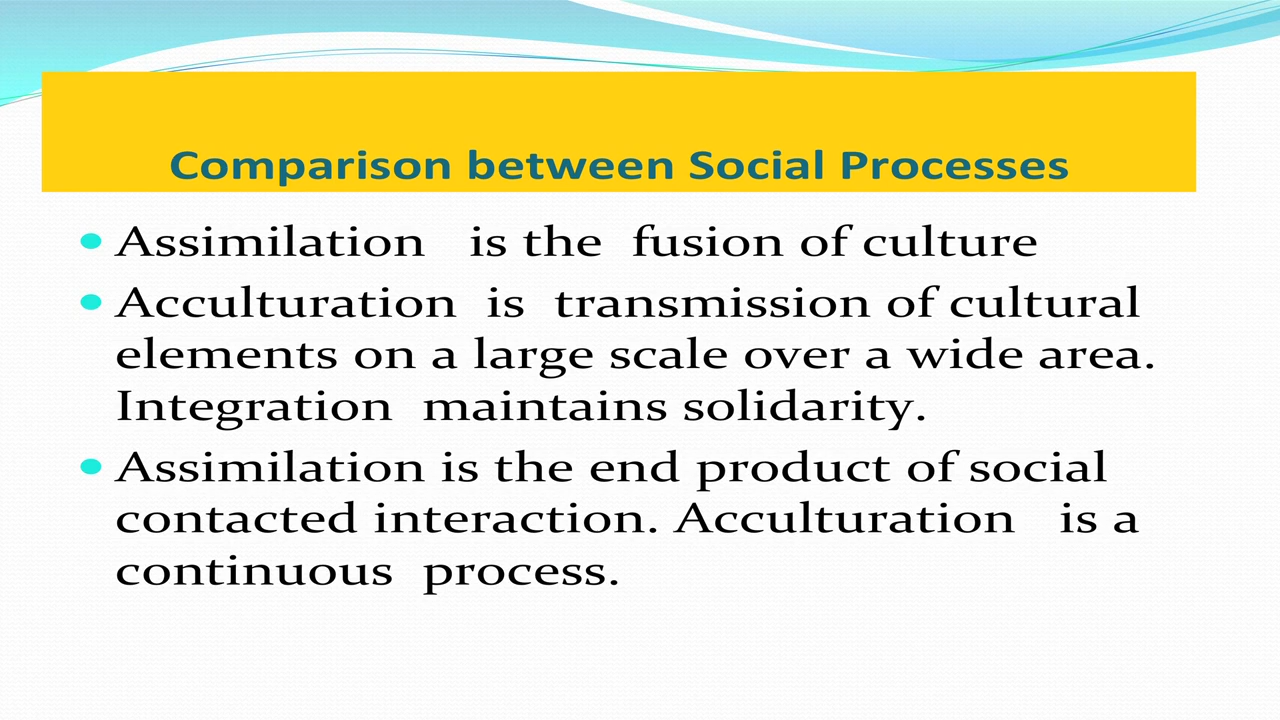 Comparison between Social Processes
• Assimilation is the fusion of culture
• Acculturation is transmission of cultural
elements on a large scale over a wide area.
Integration maintains solidarity.
• Assimilation is the end product of social
contacted interaction. Acculturation is a
continuous process.